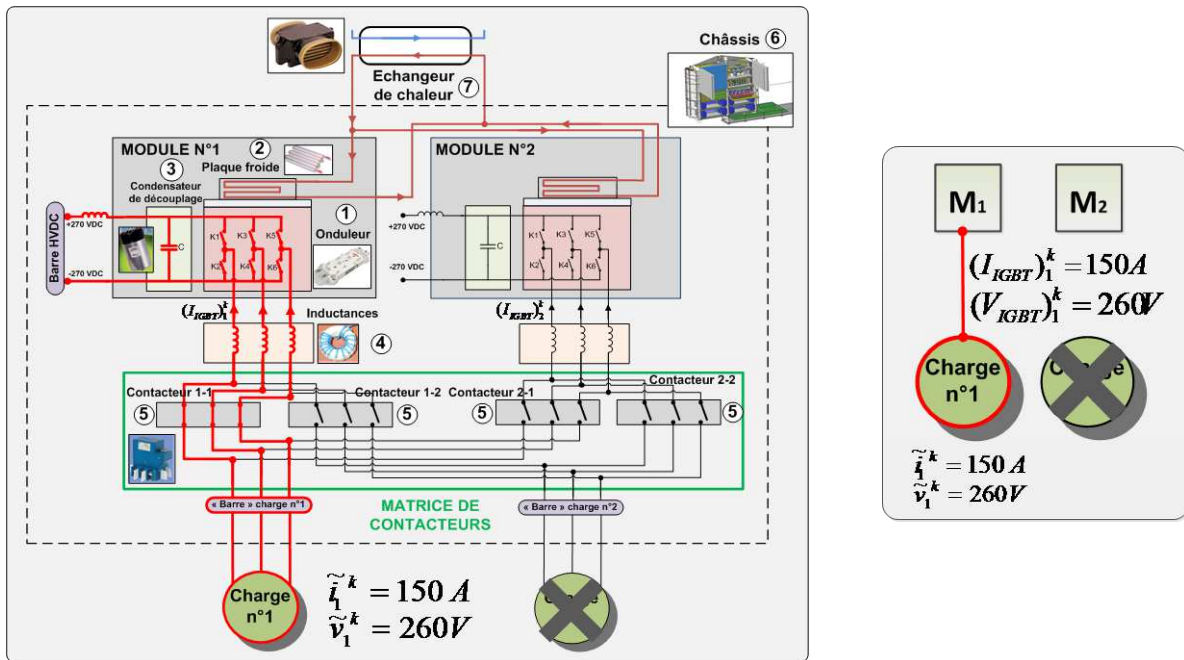 Châssis 6
Echangeur
de chaleur 7
MODULE N°1
2
Plaque froide
3
Condensateur
de découplage
1
Onduleur
Barre HVDC
+270 VDC
-270 VDC
C
K1 K3 K5
K2 K4 K6
MODULE N°2
+270 VDC
-270 VDC
C
K1 K3 K5
K2 K4 K6
(I_IGBT)_1^k
Inductances
4
(I_IGBT)_2^k
Contacteur 1-1
5
Contacteur 1-2
5
Contacteur 2-1
5
Contacteur 2-2
5
« Barre » charge n°1
MATRICE DE
CONTACTEURS
« Barre » charge n°2
Charge
n°1
ĩ_1^k = 150 A
ṽ_1^k = 260V
M1
M2
(I_IGBT)_1^k = 150A
(V_IGBT)_1^k = 260V
Charge
n°1
ĩ_1^k = 150 A
ṽ_1^k = 260V